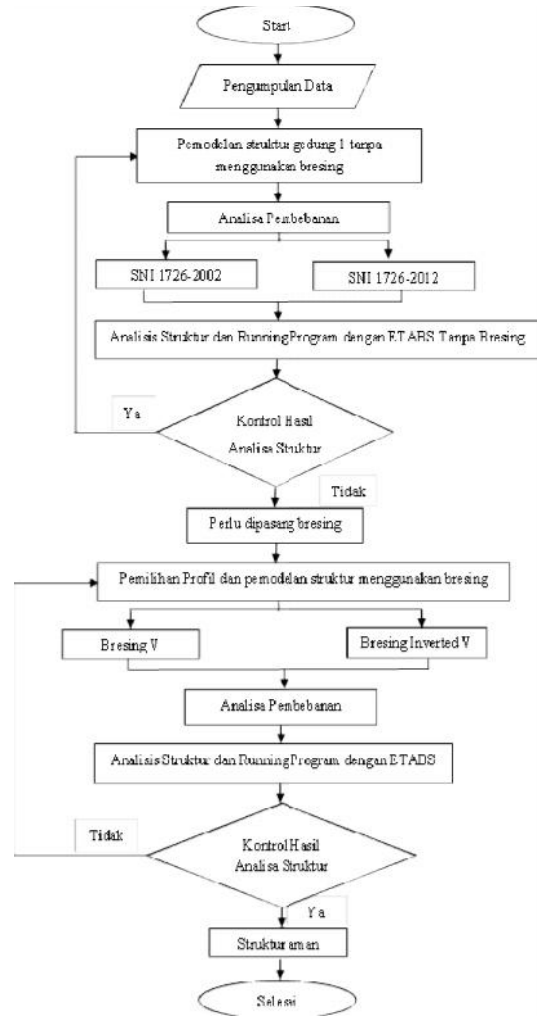 Start
Pengumpulan Data
Pemodelan struktur gedung 1 tanpa
menggunakan bresing
Analisa Pembebanan
SNI 1726-2002
SNI 1726-2012
Analisis Struktur dan Running Program dengan ETABS Tanpa Bresing
Ya
Kontrol Hasil
Analisa Struktur
Tidak
Perlu dipasang bresing
Pemilihan Profil dan pemodelan struktur menggunakan bresing
Bresing V
Bresing Inverted V
Analisa Pembebanan
Analisis Struktur dan Running Program dengan ETABS
Tidak
Kontrol Hasil
Analisa Struktur
Ya
Struktur aman
Selesai